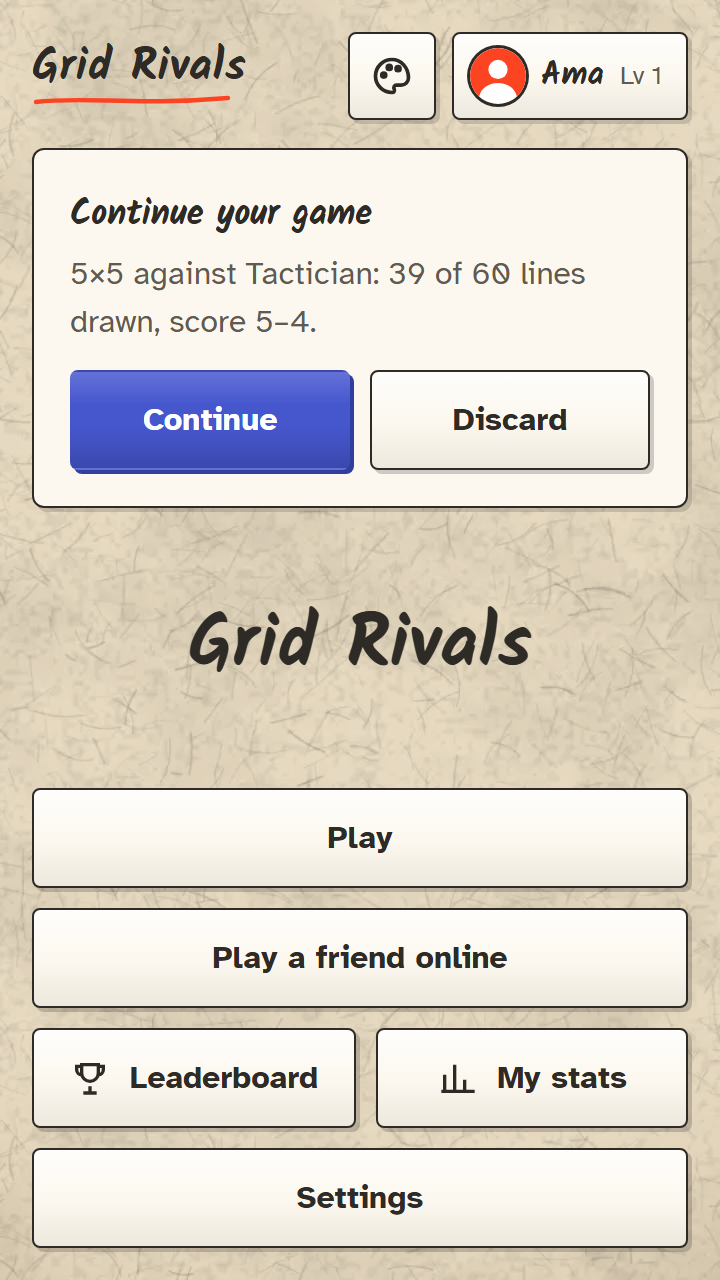 Grid Rivals
Ama Lv 1
Continue your game
5×5 against Tactician: 39 of 60 lines
drawn, score 5–4.
Continue
Discard
Grid Rivals
Play
Play a friend online
Leaderboard
My stats
Settings